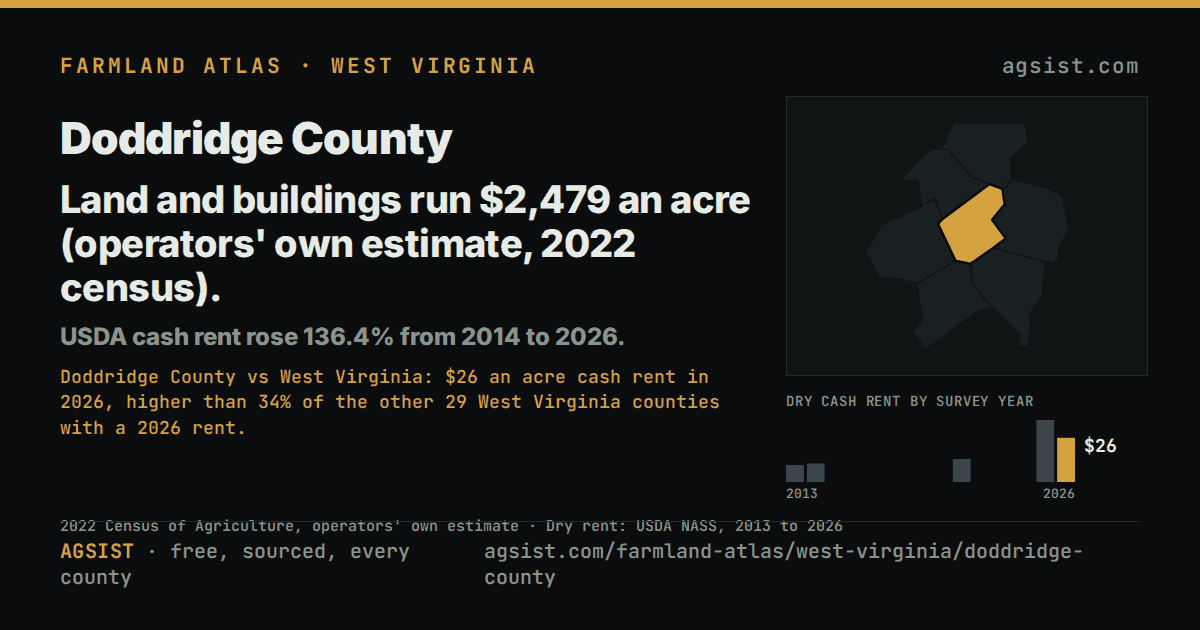 FARMLAND ATLAS · WEST VIRGINIA
agsist.com
Doddridge County
Land and buildings run $2,479 an acre
(operators' own estimate, 2022
census).
USDA cash rent rose 136.4% from 2014 to 2026.
Doddridge County vs West Virginia: $26 an acre cash rent in
2026, higher than 34% of the other 29 West Virginia counties
with a 2026 rent.
DRY CASH RENT BY SURVEY YEAR
$26
2013
2026
2022 Census of Agriculture, operators' own estimate · Dry rent: USDA NASS, 2013 to 2026
AGSIST · free, sourced, every
county
agsist.com/farmland-atlas/west-virginia/doddridge-
county